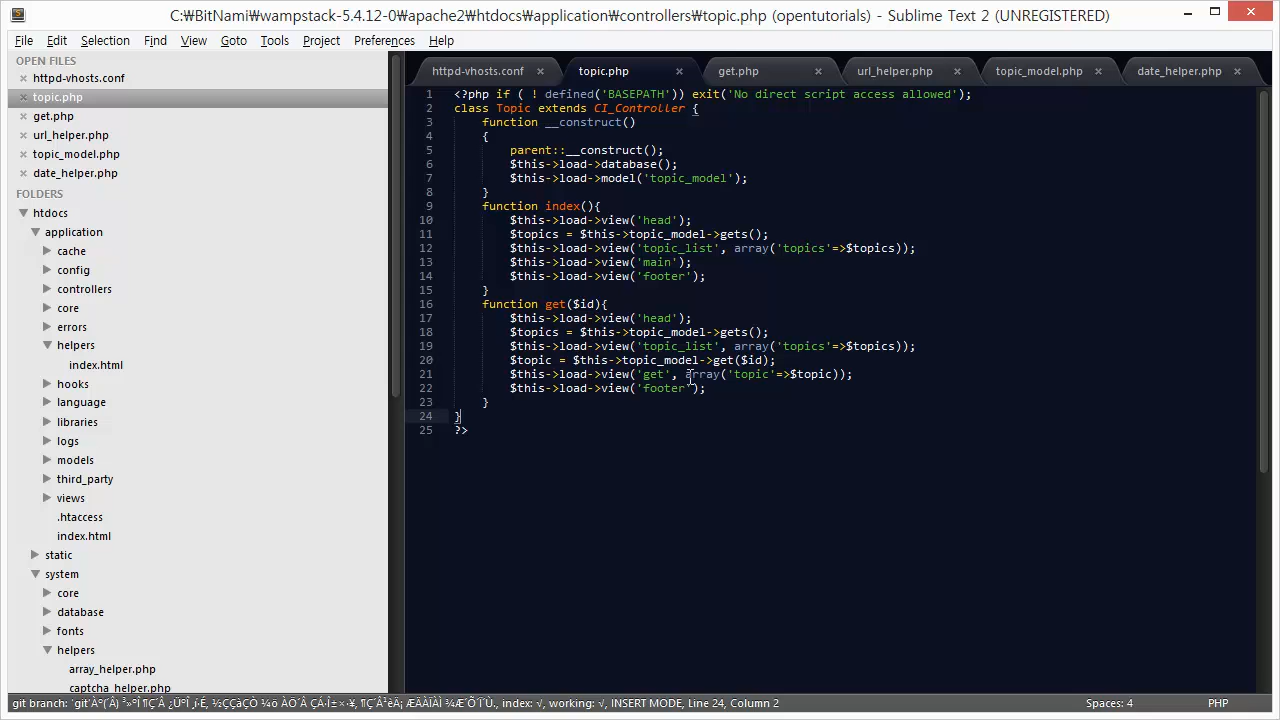 C:₩BitNami₩wampstack-5.4.12-0₩apache2₩htdocs₩application₩controllers₩topic.php (opentutorials) - Sublime Text 2 (UNREGISTERED)
File Edit Selection Find View Goto Tools Project Preferences Help
OPEN FILES
httpd-vhosts.conf
topic.php
get.php
url_helper.php
topic_model.php
date_helper.php
FOLDERS
htdocs
application
cache
config
controllers
core
errors
helpers
index.html
hooks
language
libraries
logs
models
third_party
views
.htaccess
index.html
static
system
core
database
fonts
helpers
array_helper.php
captcha_helper.php
httpd-vhosts.conf topic.php get.php url_helper.php topic_model.php date_helper.php
1 <?php if ( ! defined('BASEPATH')) exit('No direct script access allowed');
2 class Topic extends CI_Controller {
3 function __construct()
4 {
5 parent::__construct();
6 $this->load->database();
7 $this->load->model('topic_model');
8 }
9 function index(){
10 $this->load->view('head');
11 $topics = $this->topic_model->gets();
12 $this->load->view('topic_list', array('topics'=>$topics));
13 $this->load->view('main');
14 $this->load->view('footer');
15 }
16 function get($id){
17 $this->load->view('head');
18 $topics = $this->topic_model->gets();
19 $this->load->view('topic_list', array('topics'=>$topics));
20 $topic = $this->topic_model->get($id);
21 $this->load->view('get', array('topic'=>$topic));
22 $this->load->view('footer');
23 }
24 }
25 ?>
git branch: index: √, working: √, INSERT MODE, Line 24, Column 2
Spaces: 4
PHP